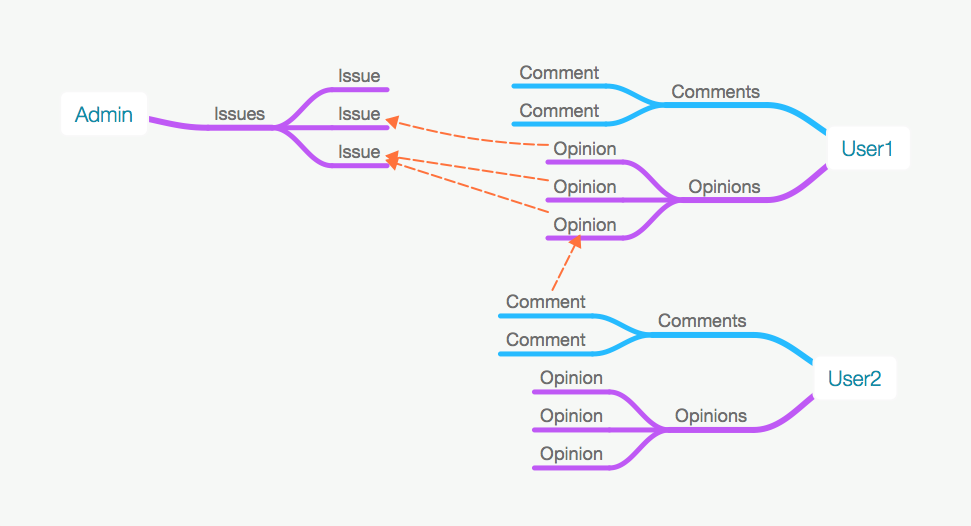 Admin
Issues
Issue
Issue
Issue
Comment
Comment
Comments
Opinion
Opinion
Opinion
Opinions
User1
Comment
Comment
Comments
Opinion
Opinion
Opinion
Opinions
User2